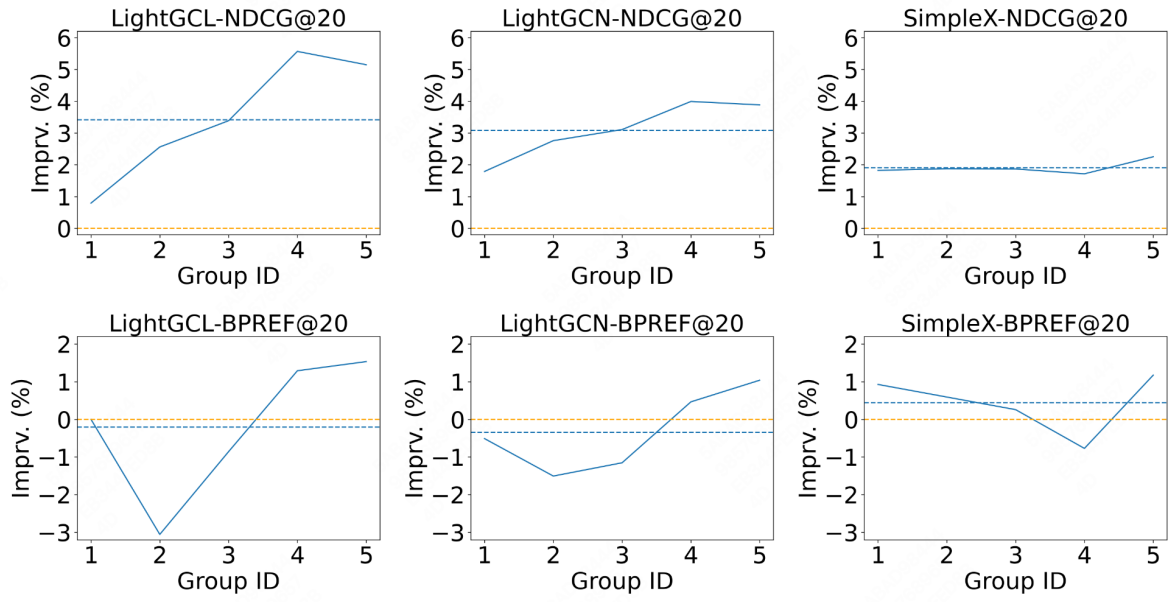 LightGCL-NDCG@20
6
5
4
3
2
1
0
Imprv. (%)
1 2 3 4 5
Group ID
LightGCN-NDCG@20
6
5
4
3
2
1
0
Imprv. (%)
1 2 3 4 5
Group ID
SimpleX-NDCG@20
6
5
4
3
2
1
0
Imprv. (%)
1 2 3 4 5
Group ID
LightGCL-BPREF@20
2
1
0
−1
−2
−3
Imprv. (%)
1 2 3 4 5
Group ID
LightGCN-BPREF@20
2
1
0
−1
−2
−3
Imprv. (%)
1 2 3 4 5
Group ID
SimpleX-BPREF@20
2
1
0
−1
−2
−3
Imprv. (%)
1 2 3 4 5
Group ID